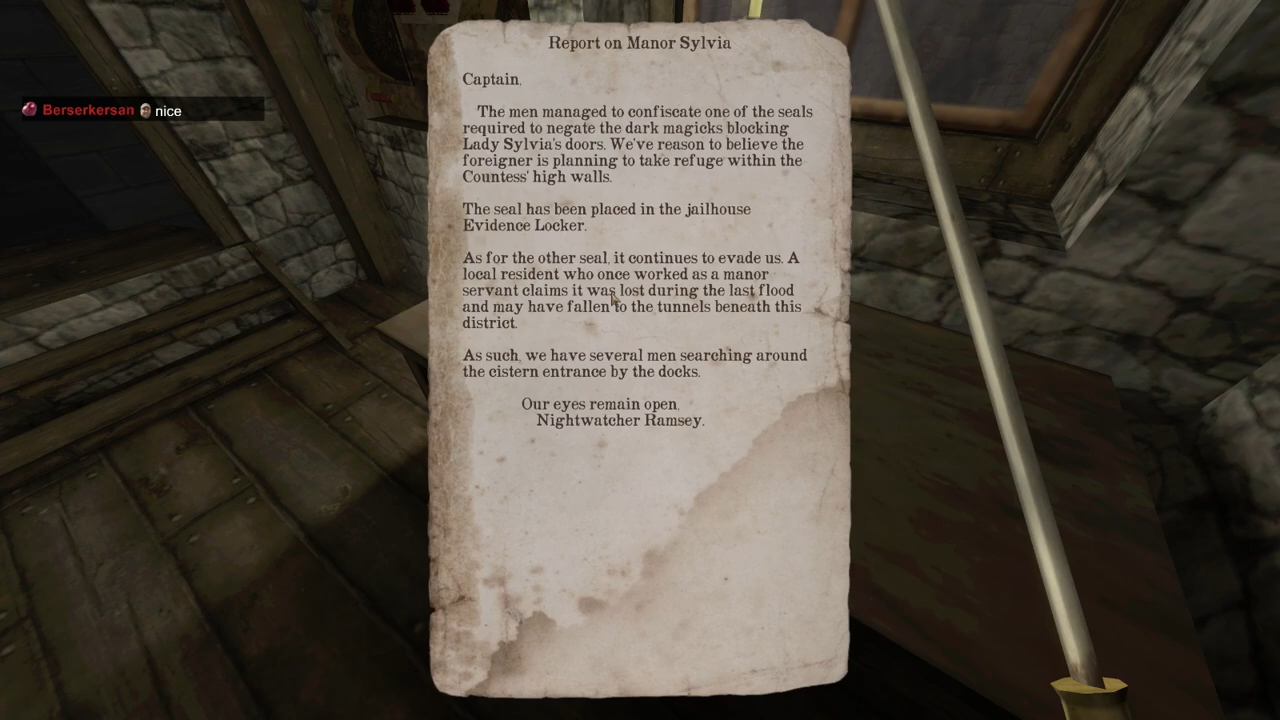 Report on Manor Sylvia
Captain,
The men managed to confiscate one of the seals
required to negate the dark magicks blocking
Lady Sylvia's doors. We've reason to believe the
foreigner is planning to take refuge within the
Countess' high walls.
The seal has been placed in the jailhouse
Evidence Locker.
As for the other seal, it continues to evade us. A
local resident who once worked as a manor
servant claims it was lost during the last flood
and may have fallen to the tunnels beneath this
district.
As such, we have several men searching around
the cistern entrance by the docks.
Our eyes remain open,
Nightwatcher Ramsey.
Berserkersan nice